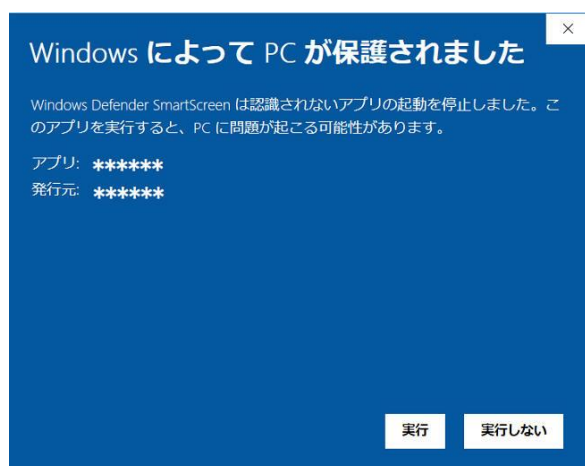 Windows によって PC が保護されました
Windows Defender SmartScreen は認識されないアプリの起動を停止しました。こ
のアプリを実行すると、PC に問題が起こる可能性があります。
アプリ: ******
発行元: ******
実行 実行しない